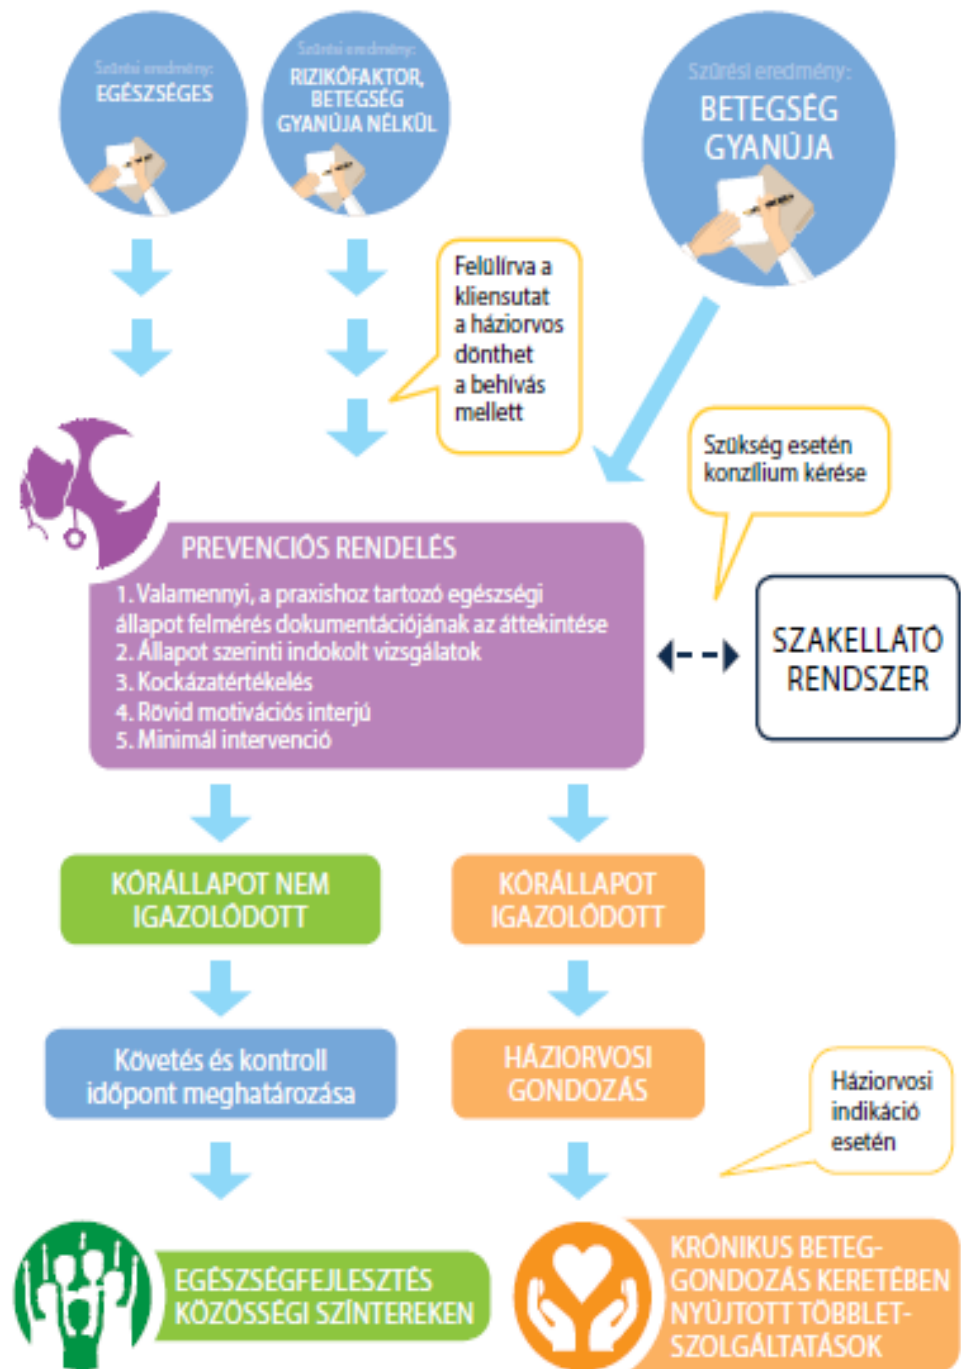 Szűrési eredmény:
EGÉSZSÉGES
Szűrési eredmény:
RIZIKÓFAKTOR,
BETEGSÉG
GYANÚJA NÉLKÜL
Szűrési eredmény:
BETEGSÉG
GYANÚJA
Felülírva a
kliensutat
a háziorvos
dönthet
a behívás
mellett
Szükség esetén
konzílium kérése
PREVENCIÓS RENDELÉS
1. Valamennyi, a praxishoz tartozó egészségi
állapot felmérés dokumentációjának az áttekintése
2. Állapot szerinti indokolt vizsgálatok
3. Kockázatértékelés
4. Rövid motivációs interjú
5. Minimál intervenció
SZAKELLÁTÓ
RENDSZER
KÓRÁLLAPOT NEM
IGAZOLÓDOTT
KÓRÁLLAPOT
IGAZOLÓDOTT
Követés és kontroll
időpont meghatározása
HÁZIORVOSI
GONDOZÁS
Háziorvosi
indikáció
esetén
EGÉSZSÉGFEJLESZTÉS
KÖZÖSSÉGI SZÍNTEREKEN
KRÓNIKUS BETEG-
GONDOZÁS KERETÉBEN
NYÚJTOTT TÖBBLET-
SZOLGÁLTATÁSOK